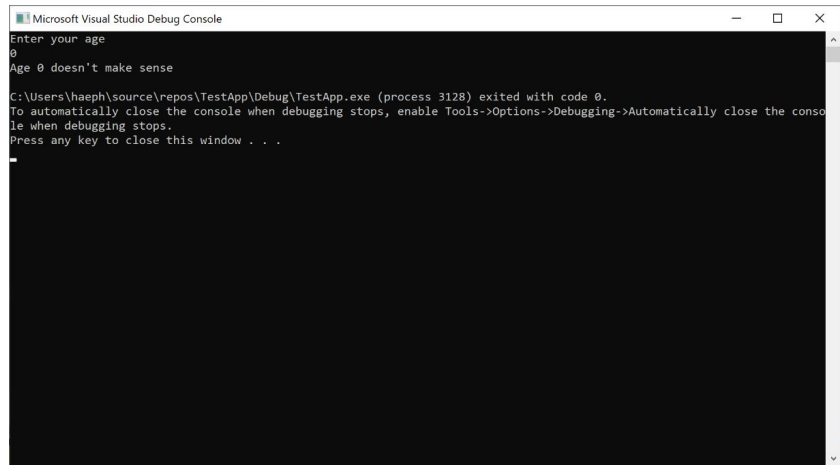 Microsoft Visual Studio Debug Console
Enter your age
0
Age 0 doesn't make sense
C:\Users\haeph\source\repos\TestApp\Debug\TestApp.exe (process 3128) exited with code 0.
To automatically close the console when debugging stops, enable Tools->Options->Debugging->Automatically close the conso
le when debugging stops.
Press any key to close this window . . .